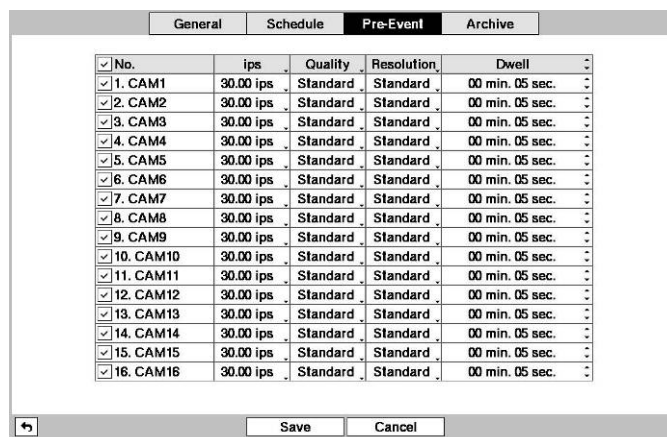 General Schedule Pre-Event Archive
No. ips Quality Resolution Dwell
1. CAM1 30.00 ips Standard Standard 00 min. 05 sec.
2. CAM2 30.00 ips Standard Standard 00 min. 05 sec.
3. CAM3 30.00 ips Standard Standard 00 min. 05 sec.
4. CAM4 30.00 ips Standard Standard 00 min. 05 sec.
5. CAM5 30.00 ips Standard Standard 00 min. 05 sec.
6. CAM6 30.00 ips Standard Standard 00 min. 05 sec.
7. CAM7 30.00 ips Standard Standard 00 min. 05 sec.
8. CAM8 30.00 ips Standard Standard 00 min. 05 sec.
9. CAM9 30.00 ips Standard Standard 00 min. 05 sec.
10. CAM10 30.00 ips Standard Standard 00 min. 05 sec.
11. CAM11 30.00 ips Standard Standard 00 min. 05 sec.
12. CAM12 30.00 ips Standard Standard 00 min. 05 sec.
13. CAM13 30.00 ips Standard Standard 00 min. 05 sec.
14. CAM14 30.00 ips Standard Standard 00 min. 05 sec.
15. CAM15 30.00 ips Standard Standard 00 min. 05 sec.
16. CAM16 30.00 ips Standard Standard 00 min. 05 sec.
Save Cancel